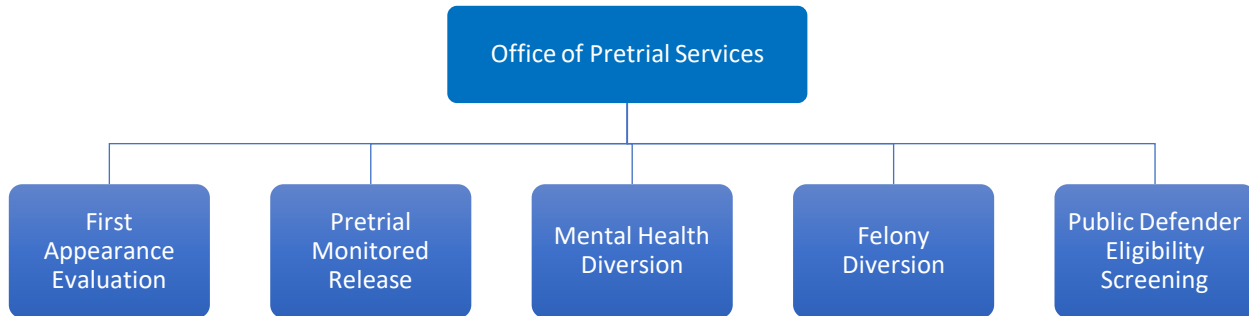 Office of Pretrial Services
First
Appearance
Evaluation
Pretrial
Monitored
Release
Mental Health
Diversion
Felony
Diversion
Public Defender
Eligibility
Screening